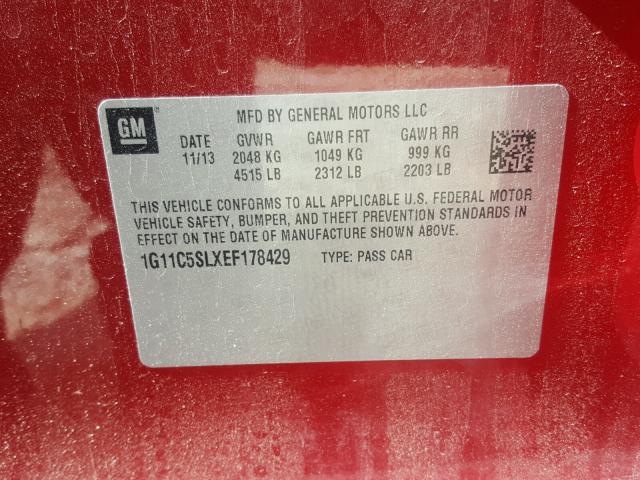 GM
MFD BY GENERAL MOTORS LLC
DATE GVWR GAWR FRT GAWR RR
11/13 2048 KG 1049 KG 999 KG
4515 LB 2312 LB 2203 LB
THIS VEHICLE CONFORMS TO ALL APPLICABLE U.S. FEDERAL MOTOR
VEHICLE SAFETY, BUMPER, AND THEFT PREVENTION STANDARDS IN
EFFECT ON THE DATE OF MANUFACTURE SHOWN ABOVE.
1G11C5SLXEF178429 TYPE: PASS CAR